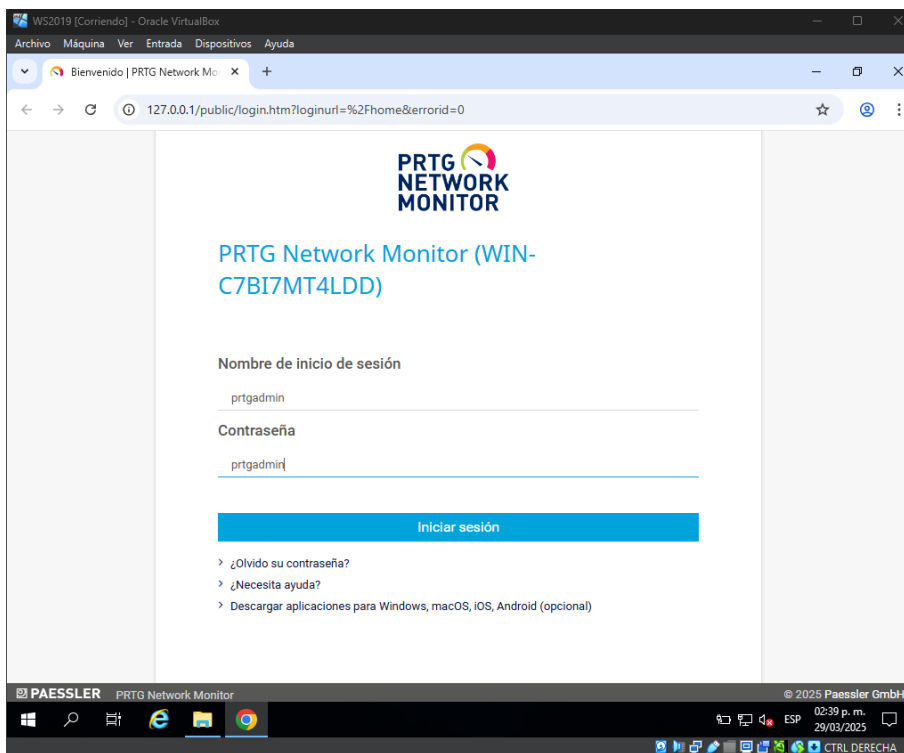 WS2019 [Corriendo] - Oracle VirtualBox
Archivo Máquina Ver Entrada Dispositivos Ayuda
Bienvenido | PRTG Network Mo
127.0.0.1/public/login.htm?loginurl=%2Fhome&errorid=0
PRTG
NETWORK
MONITOR
PRTG Network Monitor (WIN-
C7BI7MT4LDD)
Nombre de inicio de sesión
prtgadmin
Contraseña
prtgadmin
Iniciar sesión
¿Olvido su contraseña?
¿Necesita ayuda?
Descargar aplicaciones para Windows, macOS, iOS, Android (opcional)
PAESSLER PRTG Network Monitor © 2025 Paessler GmbH
ESP 02:39 p. m.
29/03/2025
CTRL DERECHA